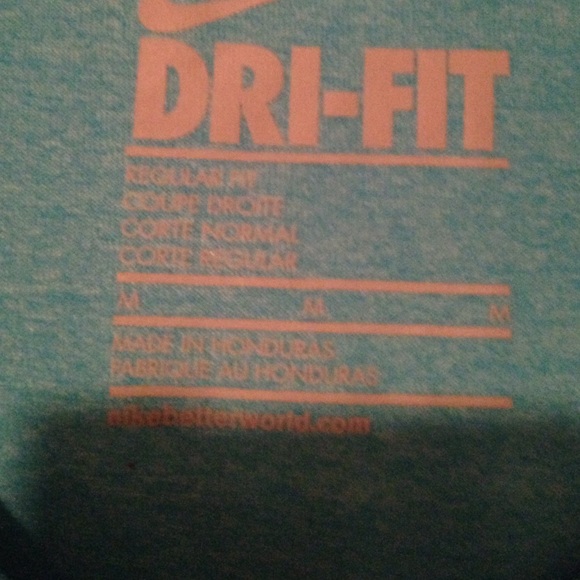 DRI-FIT
REGULAR FIT
COUPE DROITE
CORTE NORMAL
CORTE REGULAR
M M M
MADE IN HONDURAS
FABRIQUE AU HONDURAS
nikebetterworld.com